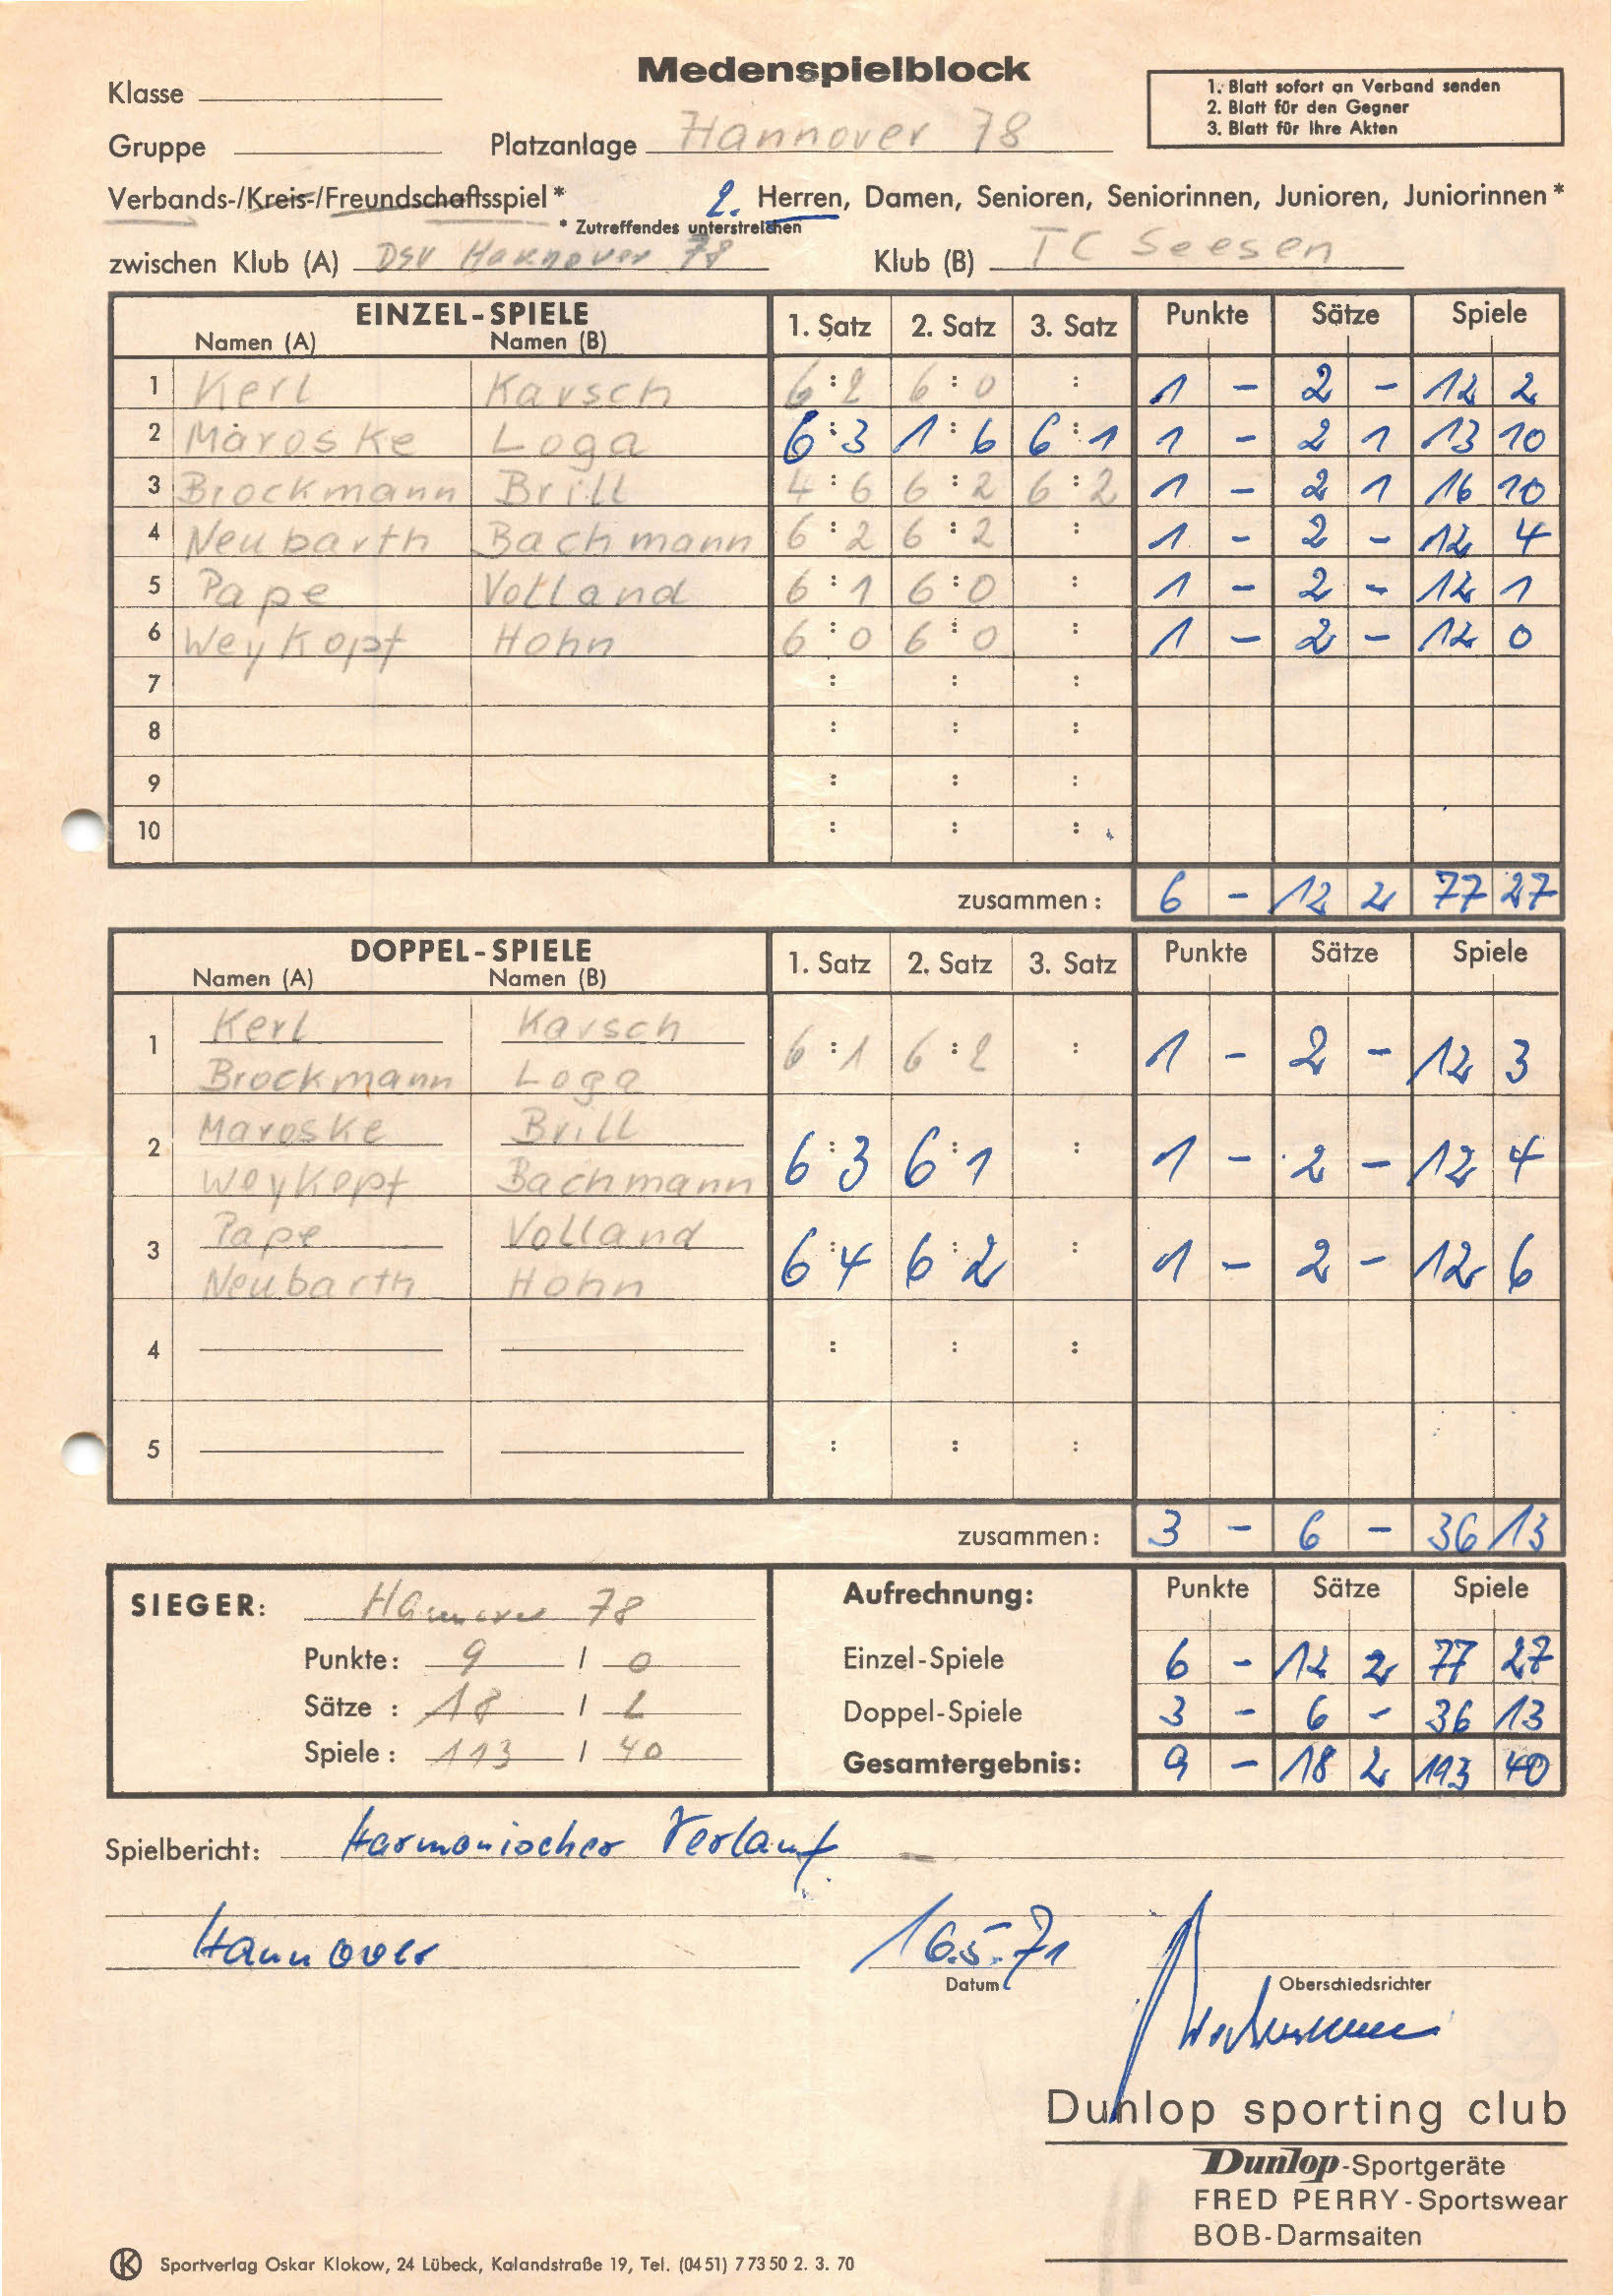 Medenspielblock
Klasse
1. Blatt sofort an Verband senden
2. Blatt für den Gegner
3. Blatt für Ihre Akten
Gruppe Platzanlage Hannover 78
Verbands-/Kreis-/Freundschaftsspiel* 2. Herren, Damen, Senioren, Seniorinnen, Junioren, Juniorinnen*
* Zutreffendes unterstreichen
zwischen Klub (A) DSV Hannover 78 Klub (B) TC Seesen
EINZEL-SPIELE 1. Satz 2. Satz 3. Satz Punkte Sätze Spiele
Namen (A) Namen (B)
1 Kerl Karsch 6:2 6:0 : 1 - 2 - 12 2
2 Maroske Loga 6:3 1:6 6:1 1 - 2 1 13 10
3 Brockmann Brill 4:6 6:2 6:2 1 - 2 1 16 10
4 Neubarth Bachmann 6:2 6:2 : 1 - 2 - 12 4
5 Pape Volland 6:1 6:0 : 1 - 2 - 12 1
6 Weykopf Hohn 6:0 6:0 : 1 - 2 - 12 0
7 : : :
8 : : :
9 : : :
10 : : :
zusammen: 6 - 12 2 77 27
DOPPEL-SPIELE 1. Satz 2. Satz 3. Satz Punkte Sätze Spiele
Namen (A) Namen (B)
Kerl Karsch
1 6:1 6:2 : 1 - 2 - 12 3
Brockmann Loga
Maroske Brill
2 6:3 6:1 : 1 - 2 - 12 4
Weykopf Bachmann
Pape Volland
3 6:4 6:2 : 1 - 2 - 12 6
Neubarth Hohn
4 : : :
5 : : :
zusammen: 3 - 6 - 36 13
SIEGER: Hannover 78
Punkte: 9 / 0
Sätze: 18 / 2
Spiele: 113 / 40
Aufrechnung: Punkte Sätze Spiele
Einzel-Spiele 6 - 12 2 77 27
Doppel-Spiele 3 - 6 - 36 13
Gesamtergebnis: 9 - 18 2 113 40
Spielbericht: Harmonischer Verlauf
Hannover 16.5.71
Datum Oberschiedsrichter
Dunlop sporting club
Dunlop-Sportgeräte
FRED PERRY-Sportswear
BOB-Darmsaiten
K Sportverlag Oskar Klokow, 24 Lübeck, Kalandstraße 19, Tel. (0451) 77350 2. 3. 70